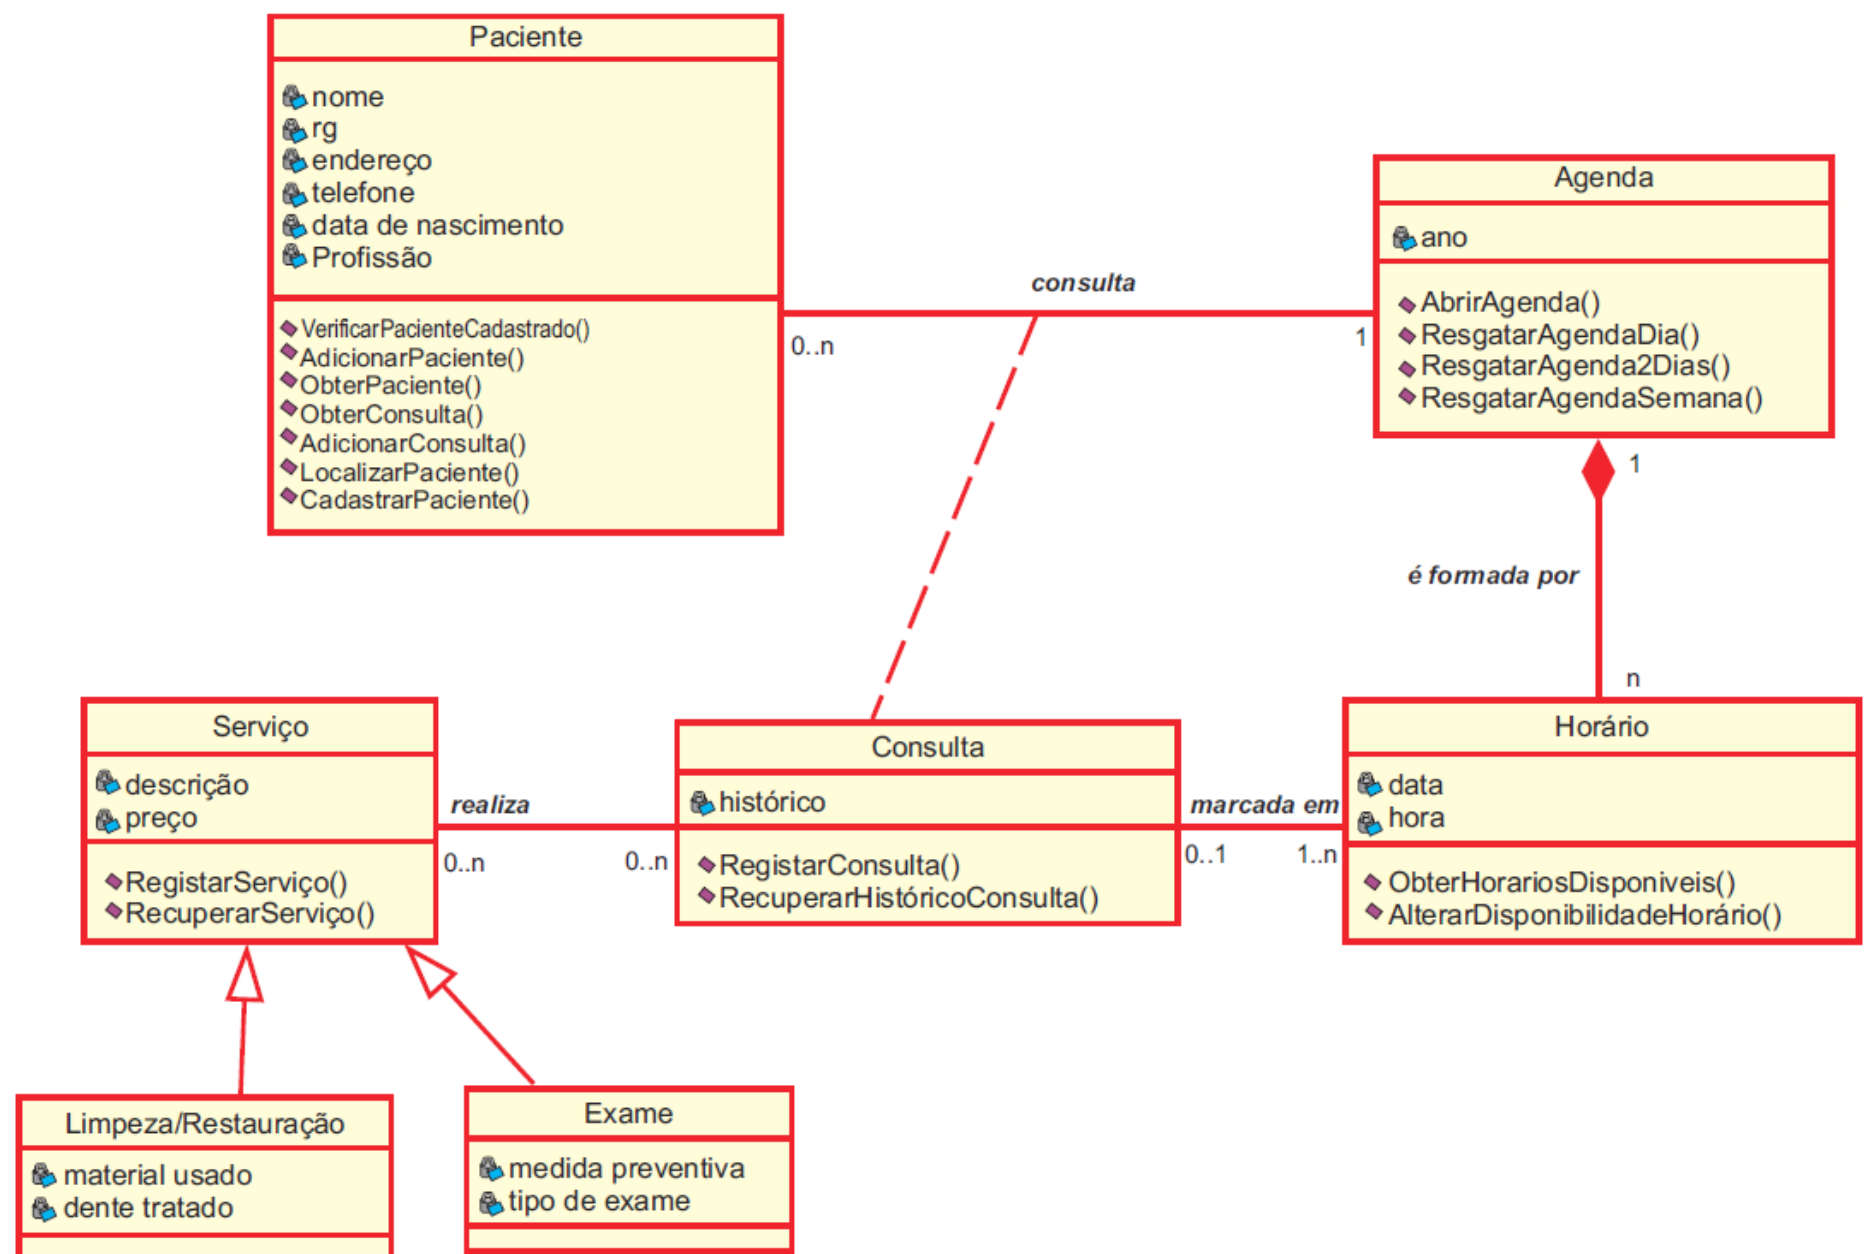 Paciente
nome
rg
endereço
telefone
data de nascimento
Profissão
VerificarPacienteCadastrado()
AdicionarPaciente()
ObterPaciente()
ObterConsulta()
AdicionarConsulta()
LocalizarPaciente()
CadastrarPaciente()
consulta
0..n
1
Agenda
ano
AbrirAgenda()
ResgatarAgendaDia()
ResgatarAgenda2Dias()
ResgatarAgendaSemana()
1
é formada por
n
Serviço
descrição
preço
RegistarServiço()
RecuperarServiço()
realiza
0..n
0..n
Consulta
histórico
RegistarConsulta()
RecuperarHistóricoConsulta()
marcada em
0..1
1..n
Horário
data
hora
ObterHorariosDisponiveis()
AlterarDisponibilidadeHorário()
Limpeza/Restauração
material usado
dente tratado
Exame
medida preventiva
tipo de exame